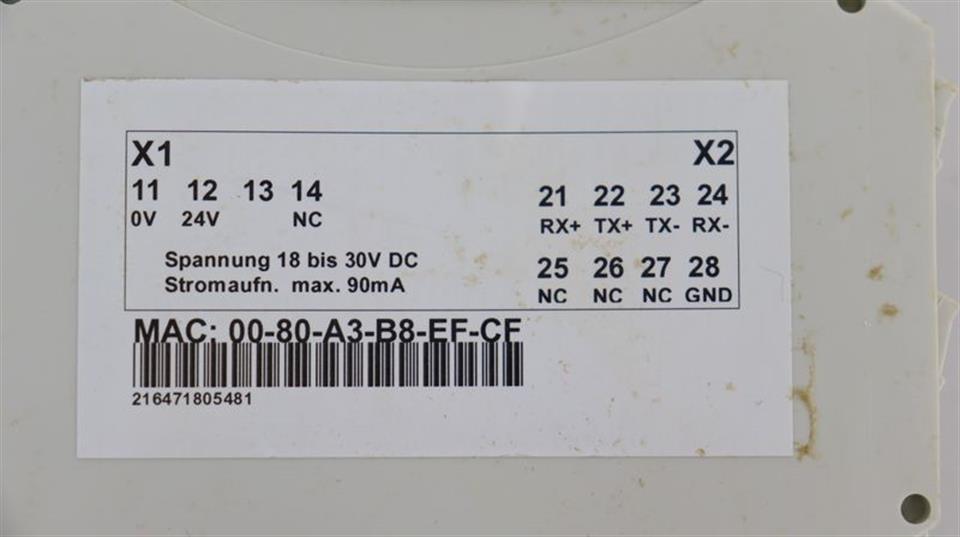 X1 X2
11 12 13 14 21 22 23 24
0V 24V NC RX+ TX+ TX- RX-
Spannung 18 bis 30V DC 25 26 27 28
Stromaufn. max. 90mA NC NC NC GND
MAC: 00-80-A3-B8-EF-CF
216471805481